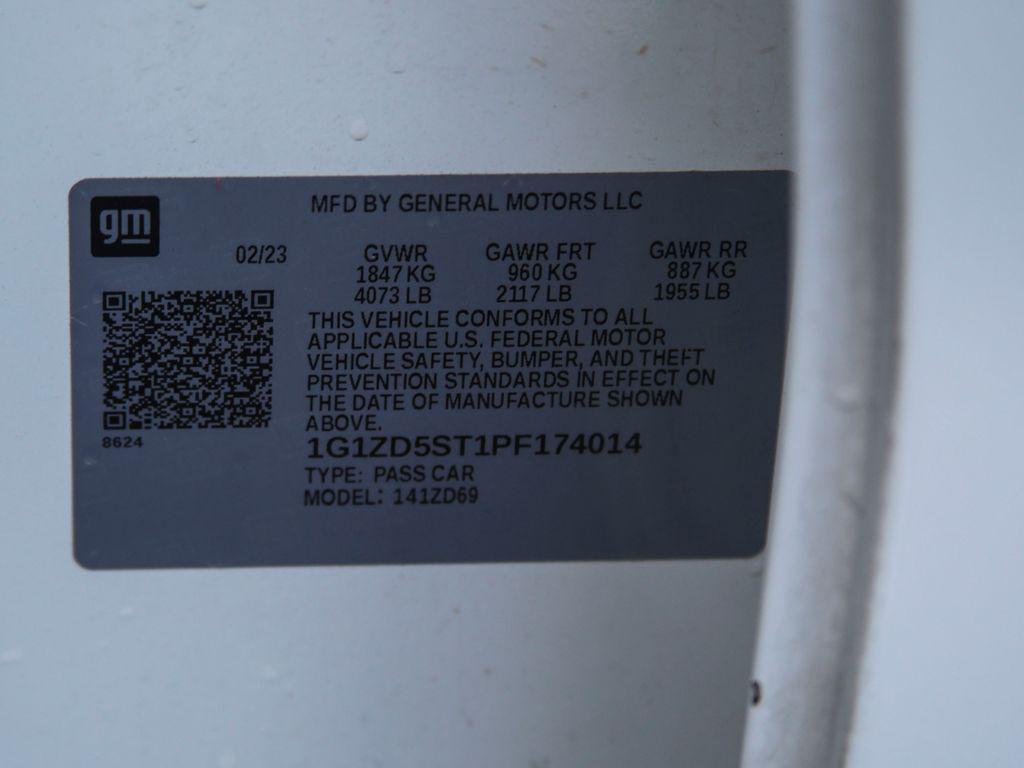 gm
MFD BY GENERAL MOTORS LLC
02/23 GVWR GAWR FRT GAWR RR
1847 KG 960 KG 887 KG
4073 LB 2117 LB 1955 LB
THIS VEHICLE CONFORMS TO ALL
APPLICABLE U.S. FEDERAL MOTOR
VEHICLE SAFETY, BUMPER, AND THEFT
PREVENTION STANDARDS IN EFFECT ON
THE DATE OF MANUFACTURE SHOWN
ABOVE.
8624
1G1ZD5ST1PF174014
TYPE: PASS CAR
MODEL: 141ZD69